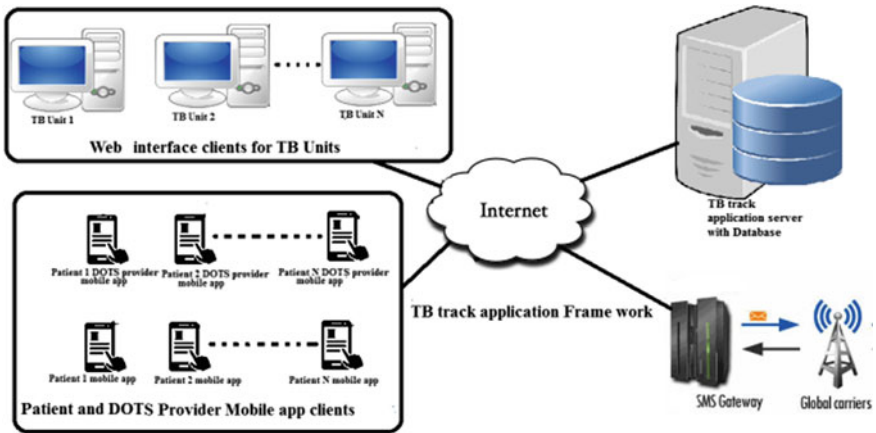 TB Unit 1
TB Unit 2
TB Unit N
Web interface clients for TB Units
Internet
TB track
application server
with Database
Patient 1 DOTS provider
mobile app
Patient 2 DOTS provider
mobile app
Patient N DOTS provider
mobile app
TB track application Frame work
Patient 1 mobile app
Patient 2 mobile app
Patient N mobile app
Patient and DOTS Provider Mobile app clients
SMS Gateway
Global carriers